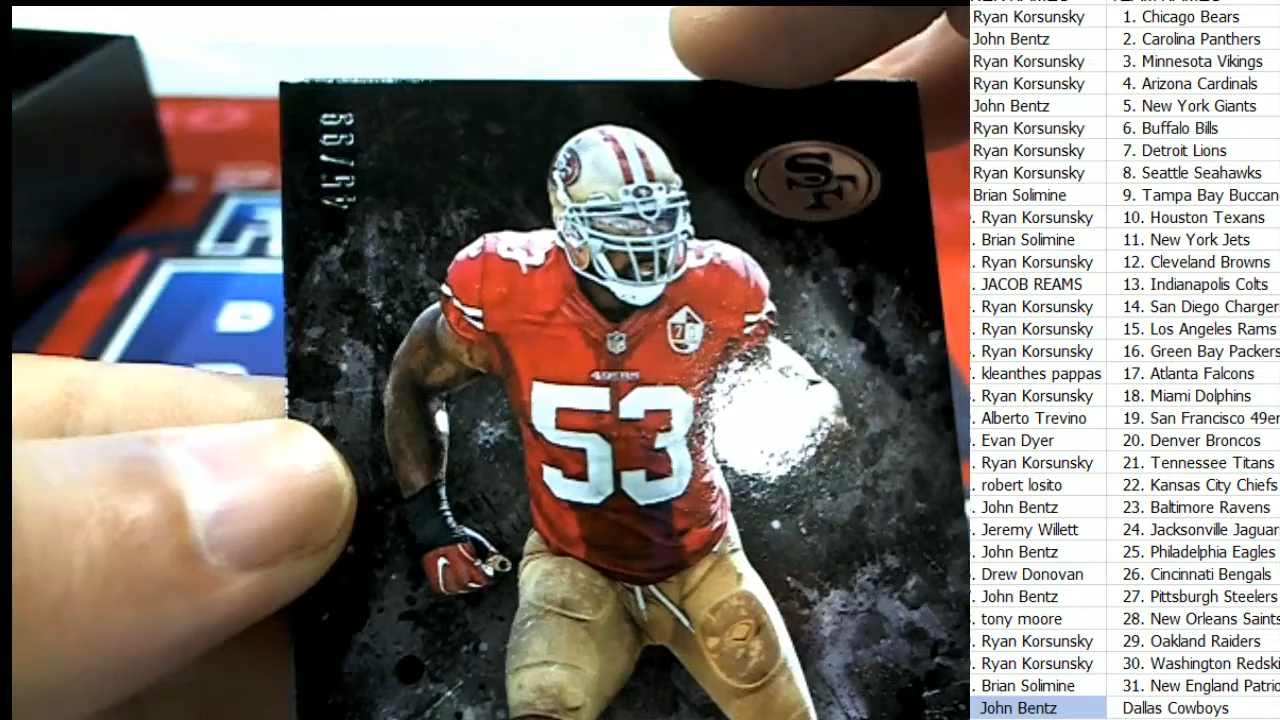 45/99
SF
70
49ERS
53
Ryan Korsunsky 1. Chicago Bears
John Bentz 2. Carolina Panthers
Ryan Korsunsky 3. Minnesota Vikings
Ryan Korsunsky 4. Arizona Cardinals
John Bentz 5. New York Giants
Ryan Korsunsky 6. Buffalo Bills
Ryan Korsunsky 7. Detroit Lions
Ryan Korsunsky 8. Seattle Seahawks
Brian Solimine 9. Tampa Bay Buccan
. Ryan Korsunsky 10. Houston Texans
. Brian Solimine 11. New York Jets
. Ryan Korsunsky 12. Cleveland Browns
. JACOB REAMS 13. Indianapolis Colts
. Ryan Korsunsky 14. San Diego Charger
. Ryan Korsunsky 15. Los Angeles Rams
. Ryan Korsunsky 16. Green Bay Packers
. kleanthes pappas 17. Atlanta Falcons
. Ryan Korsunsky 18. Miami Dolphins
. Alberto Trevino 19. San Francisco 49er
. Evan Dyer 20. Denver Broncos
. Ryan Korsunsky 21. Tennessee Titans
. robert losito 22. Kansas City Chiefs
. John Bentz 23. Baltimore Ravens
. Jeremy Willett 24. Jacksonville Jaguar
. John Bentz 25. Philadelphia Eagles
. Drew Donovan 26. Cincinnati Bengals
. John Bentz 27. Pittsburgh Steelers
. tony moore 28. New Orleans Saints
. Ryan Korsunsky 29. Oakland Raiders
. Ryan Korsunsky 30. Washington Redski
. Brian Solimine 31. New England Patrio
John Bentz Dallas Cowboys